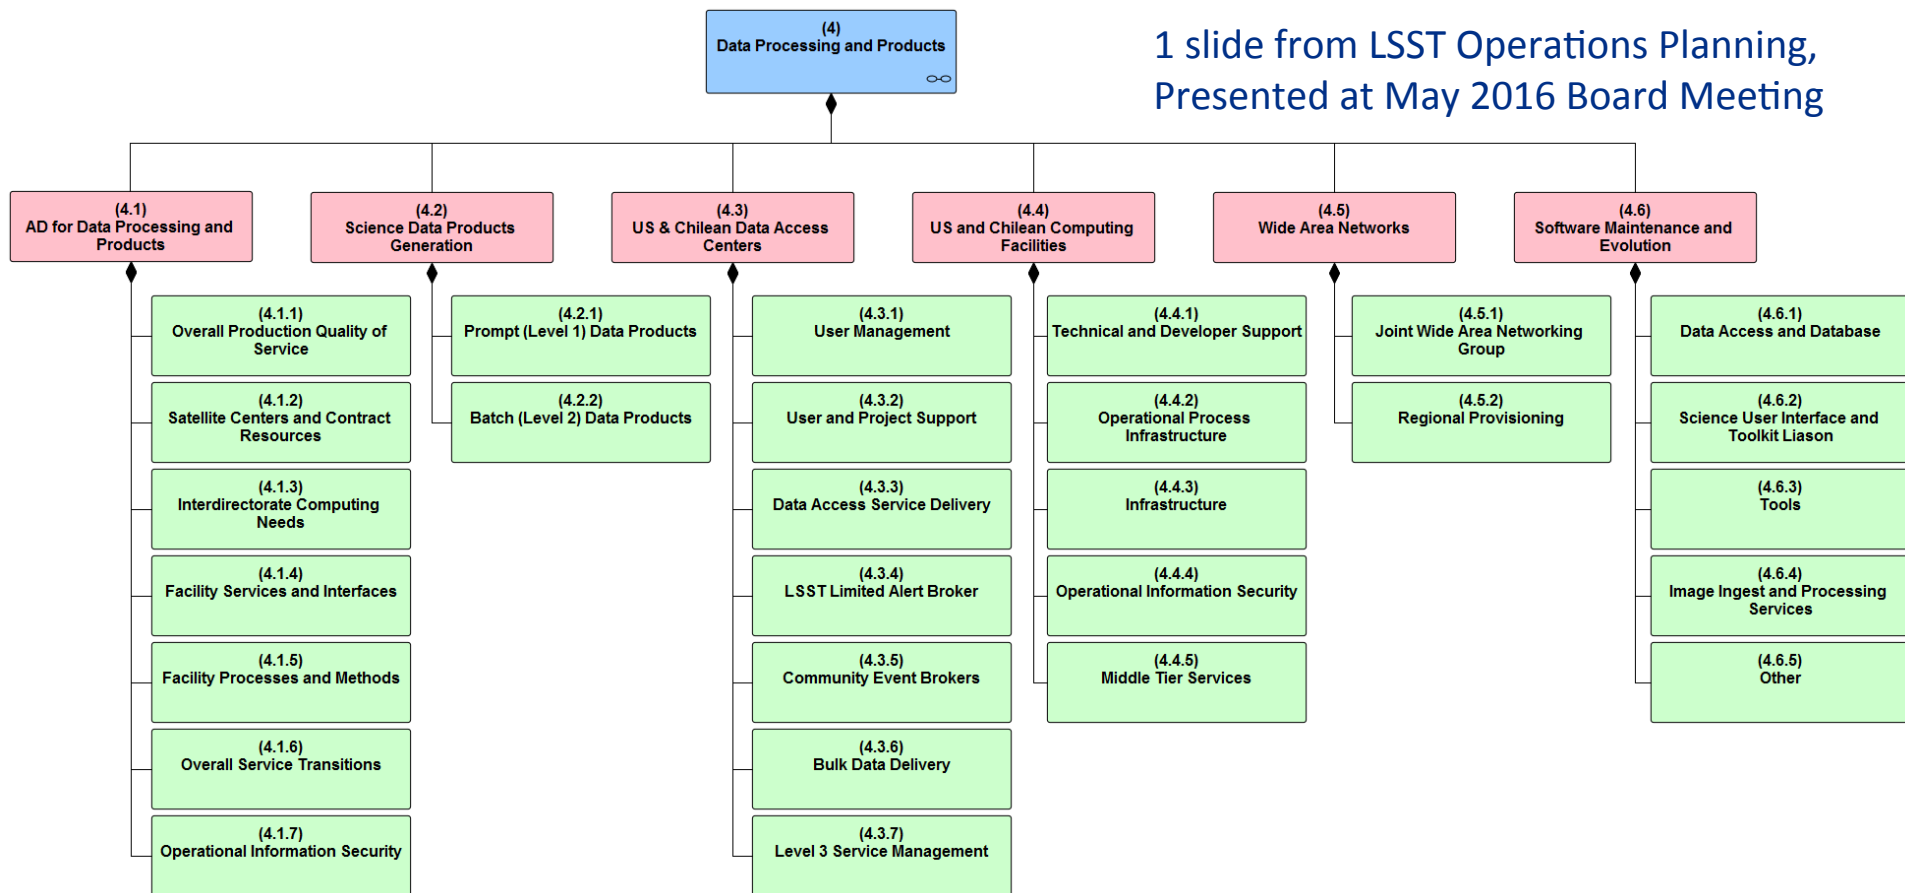 (4)
Data Processing and Products
1 slide from LSST Operations Planning,
Presented at May 2016 Board Meeting
(4.1)
AD for Data Processing and
Products
(4.2)
Science Data Products
Generation
(4.3)
US & Chilean Data Access
Centers
(4.4)
US and Chilean Computing
Facilities
(4.5)
Wide Area Networks
(4.6)
Software Maintenance and
Evolution
(4.1.1)
Overall Production Quality of
Service
(4.1.2)
Satellite Centers and Contract
Resources
(4.1.3)
Interdirectorate Computing
Needs
(4.1.4)
Facility Services and Interfaces
(4.1.5)
Facility Processes and Methods
(4.1.6)
Overall Service Transitions
(4.1.7)
Operational Information Security
(4.2.1)
Prompt (Level 1) Data Products
(4.2.2)
Batch (Level 2) Data Products
(4.3.1)
User Management
(4.3.2)
User and Project Support
(4.3.3)
Data Access Service Delivery
(4.3.4)
LSST Limited Alert Broker
(4.3.5)
Community Event Brokers
(4.3.6)
Bulk Data Delivery
(4.3.7)
Level 3 Service Management
(4.4.1)
Technical and Developer Support
(4.4.2)
Operational Process
Infrastructure
(4.4.3)
Infrastructure
(4.4.4)
Operational Information Security
(4.4.5)
Middle Tier Services
(4.5.1)
Joint Wide Area Networking
Group
(4.5.2)
Regional Provisioning
(4.6.1)
Data Access and Database
(4.6.2)
Science User Interface and
Toolkit Liason
(4.6.3)
Tools
(4.6.4)
Image Ingest and Processing
Services
(4.6.5)
Other